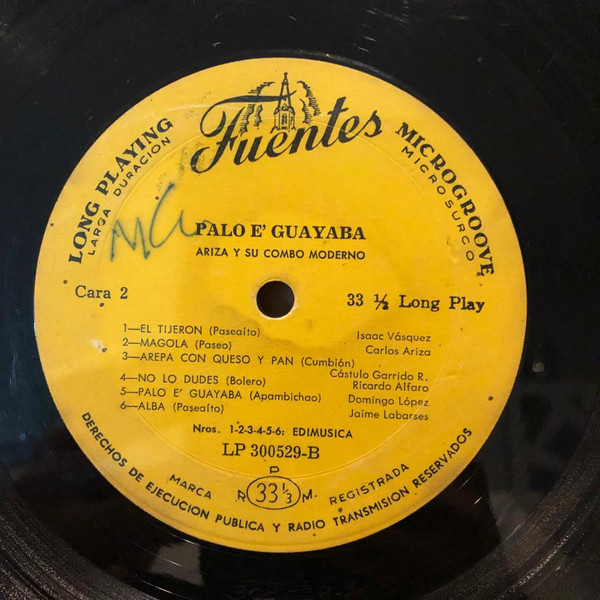 Fuentes
LONG PLAYING
LARGA DURACION
MICROGROOVE
MICROSURCO
MG
PALO E' GUAYABA
ARIZA Y SU COMBO MODERNO
Cara 2
33 ½ Long Play
1—EL TIJERON (Paseaíto) Isaac Vásquez
2—MAGOLA (Paseo) Carlos Ariza
3—AREPA CON QUESO Y PAN (Cumbión)
Cástulo Garrido R.
4—NO LO DUDES (Bolero) Ricardo Alfaro
5—PALO E' GUAYABA (Apambichao) Domingo López
6—ALBA (Paseaíto) Jaime Labarses
Nros. 1-2-3-4-5-6: EDIMUSICA
LP 300529-B
P
MARCA R. 33 1/3 M. REGISTRADA
DERECHOS DE EJECUCION PUBLICA Y RADIO TRANSMISION RESERVADOS